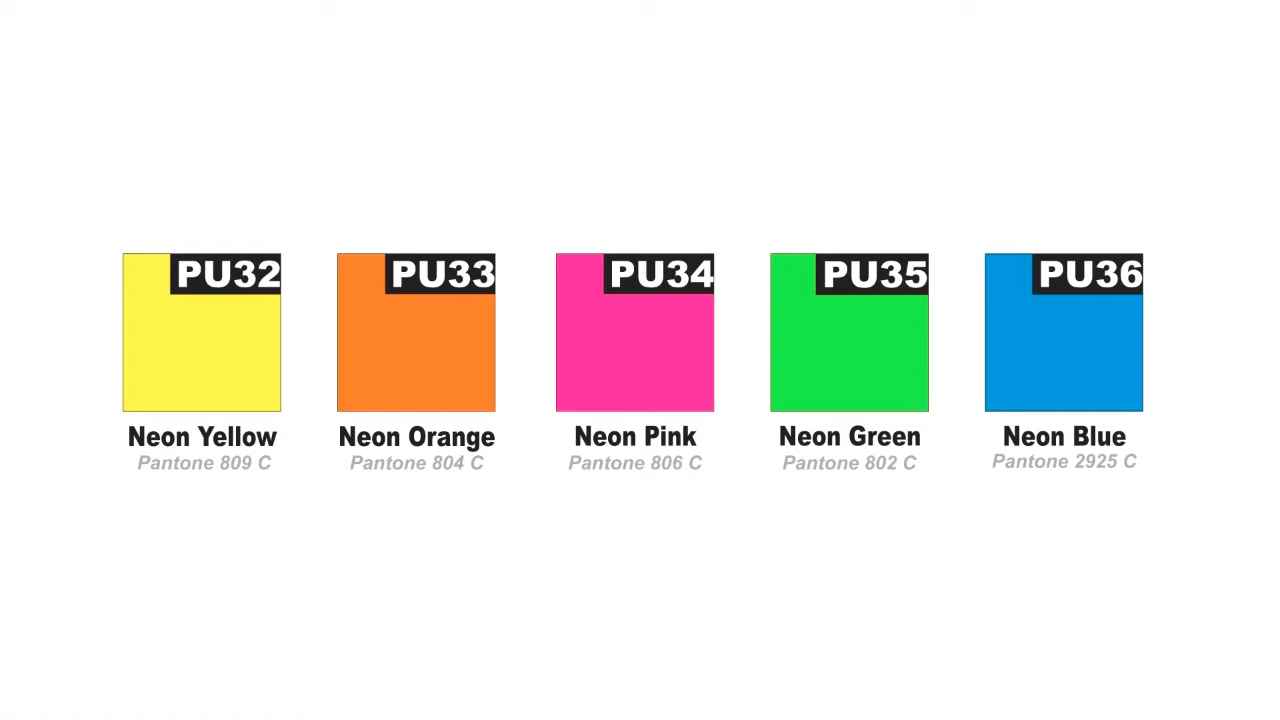 PU32
Neon Yellow
Pantone 809 C
PU33
Neon Orange
Pantone 804 C
PU34
Neon Pink
Pantone 806 C
PU35
Neon Green
Pantone 802 C
PU36
Neon Blue
Pantone 2925 C